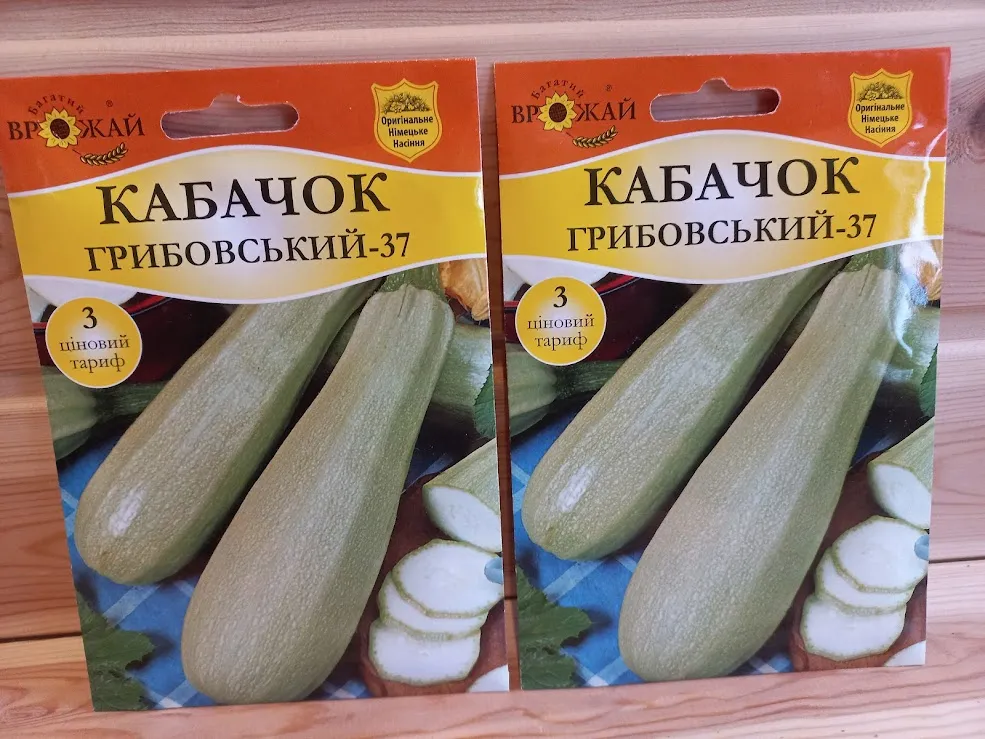 Багатий
ВРОЖАЙ
®
Оригінальне
Німецьке
Насіння
КАБАЧОК
ГРИБОВСЬКИЙ-37
3
ціновий
тариф
Багатий
ВРОЖАЙ
®
Оригінальне
Німецьке
Насіння
КАБАЧОК
ГРИБОВСЬКИЙ-37
3
ціновий
тариф